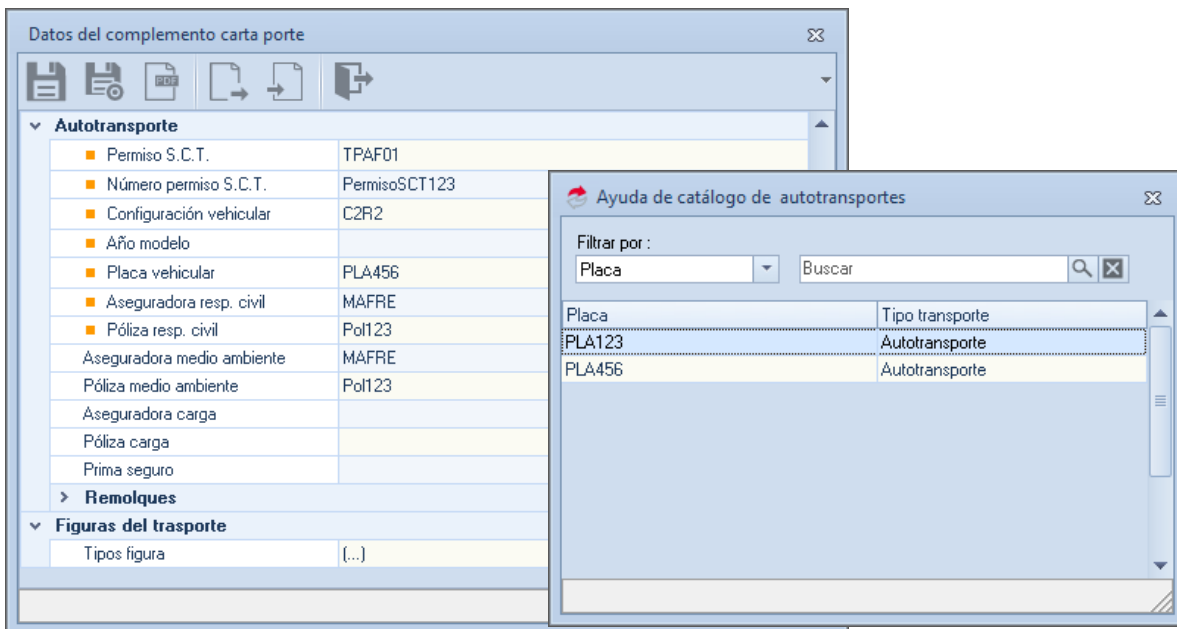 Datos del complemento carta porte
PDF
Autotransporte
Permiso S.C.T. TPAF01
Número permiso S.C.T. PermisoSCT123
Configuración vehicular C2R2
Año modelo
Placa vehicular PLA456
Aseguradora resp. civil MAFRE
Póliza resp. civil Pol123
Aseguradora medio ambiente MAFRE
Póliza medio ambiente Pol123
Aseguradora carga
Póliza carga
Prima seguro
Remolques
Figuras del trasporte
Tipos figura (...)
Ayuda de catálogo de autotransportes
Filtrar por :
Placa Buscar
Placa Tipo transporte
PLA123 Autotransporte
PLA456 Autotransporte